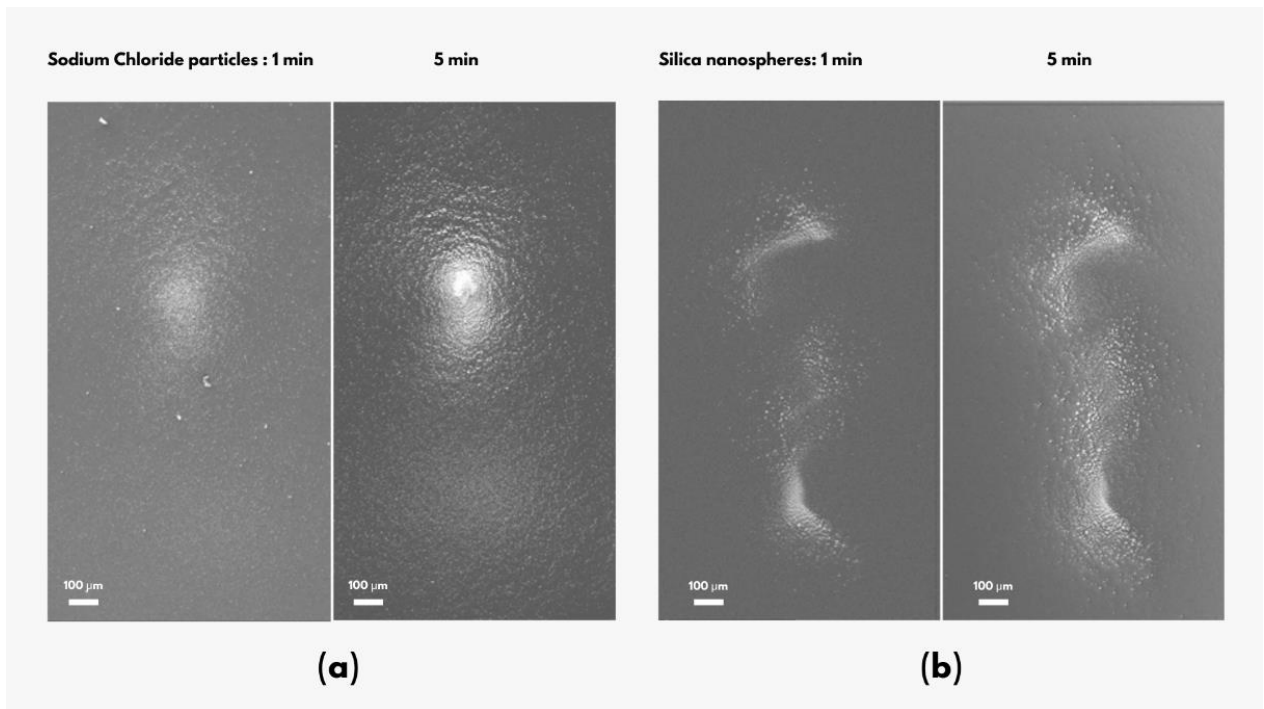 Sodium Chloride particles : 1 min
5 min
Silica nanospheres: 1 min
5 min
100 μm
100 μm
100 μm
100 μm
(a)
(b)